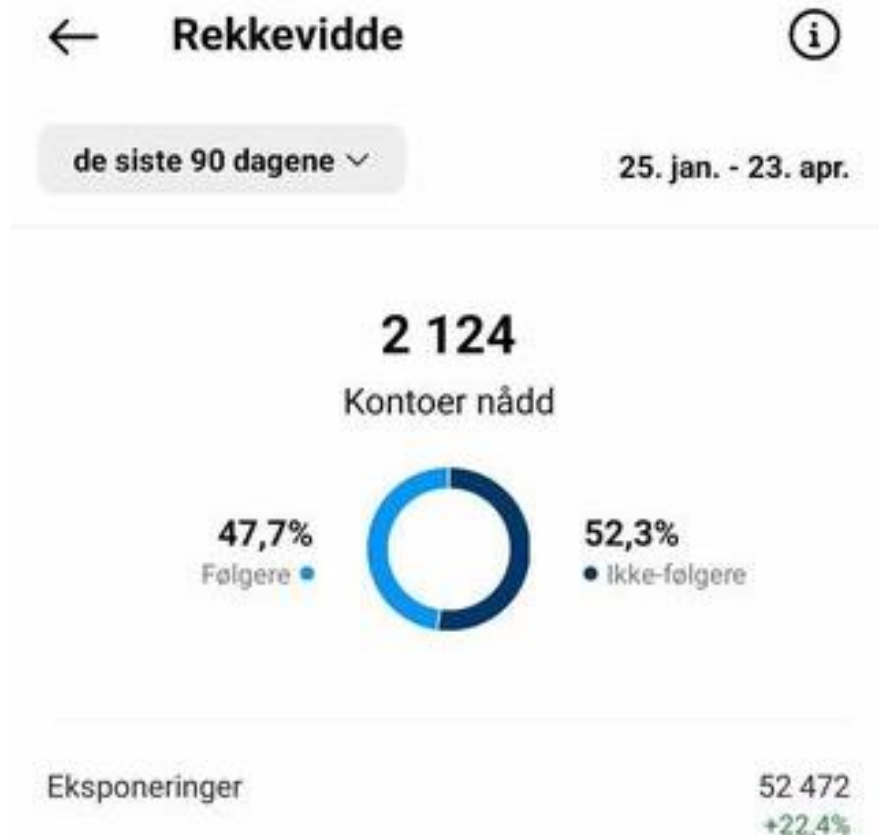 Rekkevidde
de siste 90 dagene
25. jan. - 23. apr.
2 124
Kontoer nådd
47,7%
Følgere
52,3%
Ikke-følgere
Eksponeringer
52 472
+22,4%